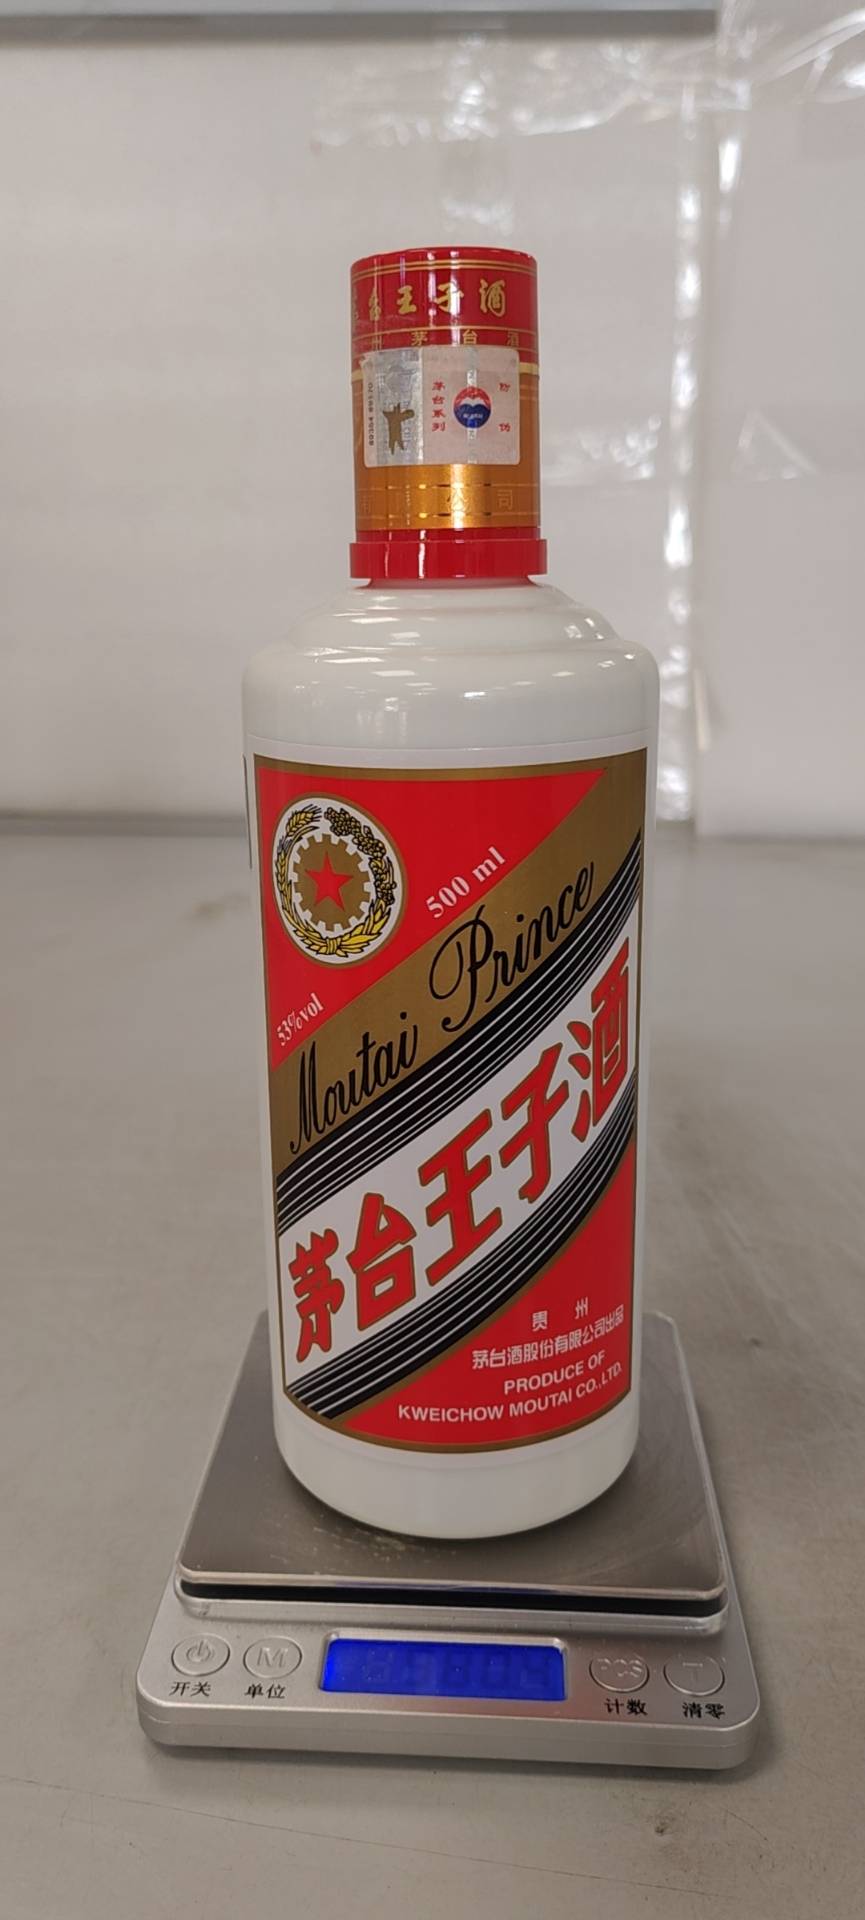 台王子酒
州茅台酒
茅台系列
防伪
公司
500 ml
53%vol
Moutai Prince
茅台王子酒
贵州
茅台酒股份有限公司出品
PRODUCE OF
KWEICHOW MOUTAI CO.,LTD.
M
PCS
T
开关
单位
计数
清零